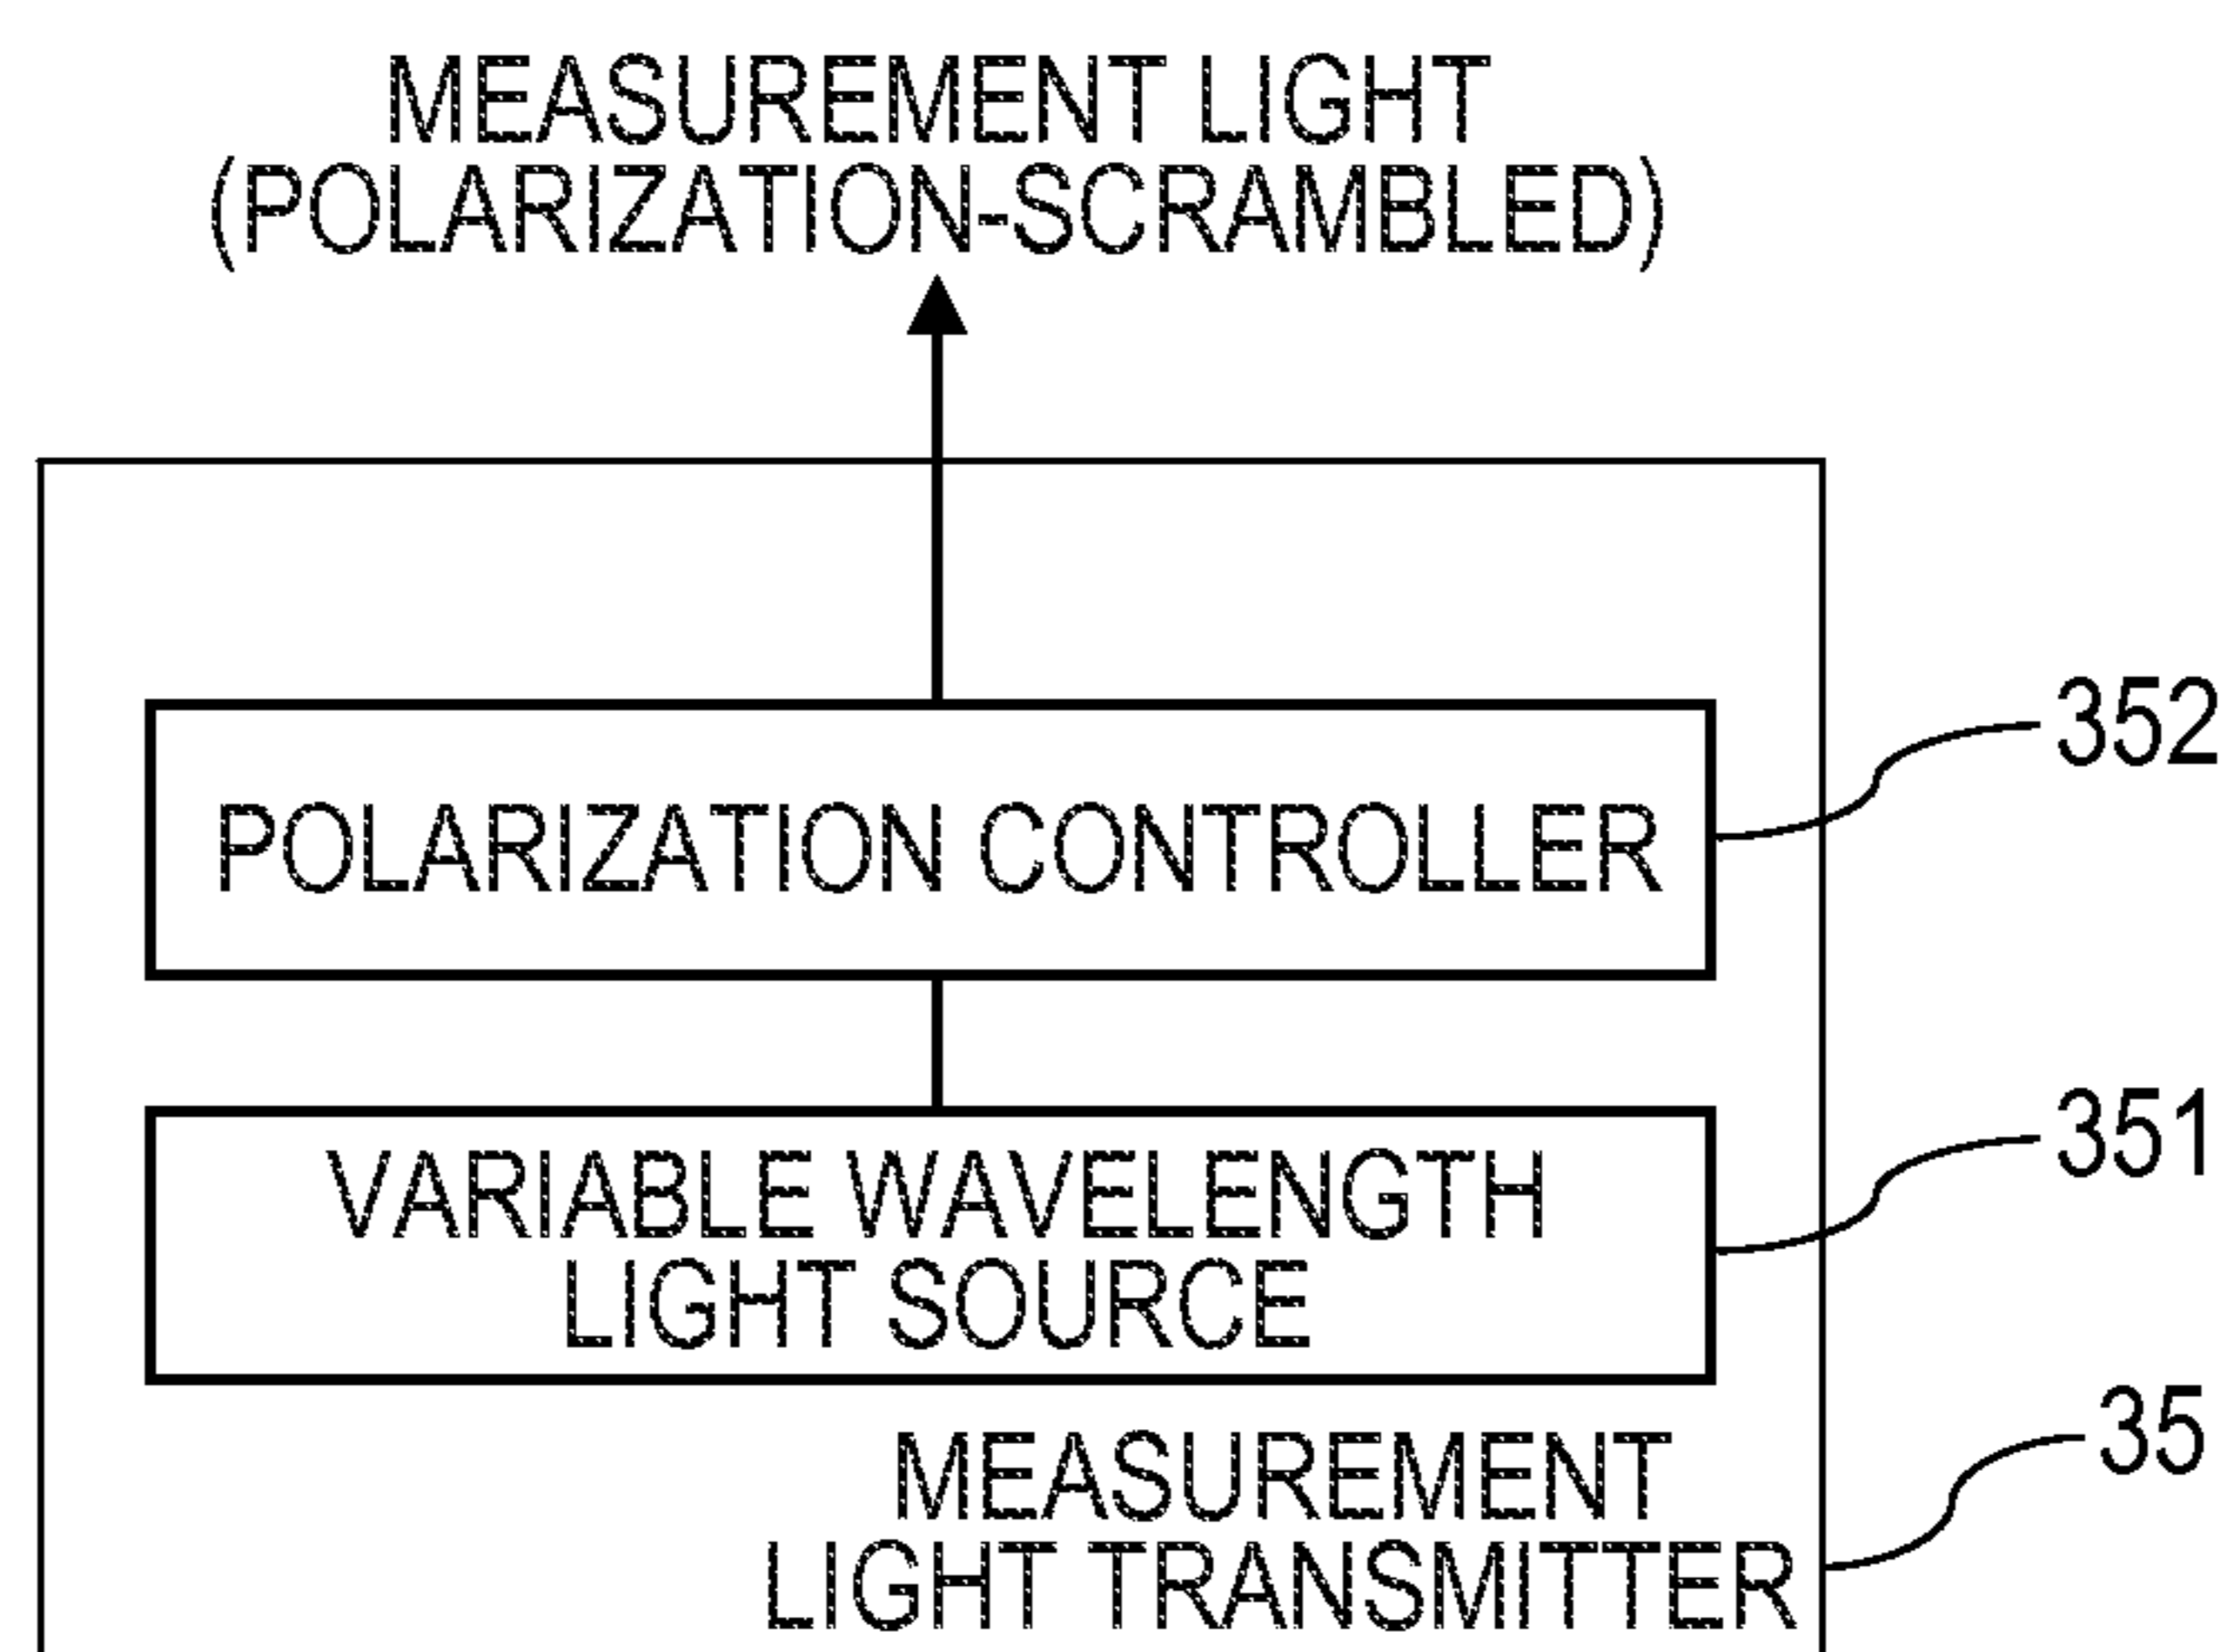 MEASUREMENT LIGHT
(POLARIZATION-SCRAMBLED)
352
POLARIZATION CONTROLLER
351
VARIABLE WAVELENGTH
LIGHT SOURCE
35
MEASUREMENT
LIGHT TRANSMITTER